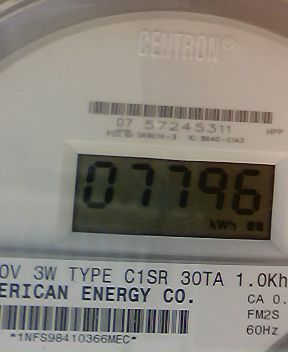 CENTRON®
07 57245311
HPP
07796
kWh
0V 3W TYPE C1SR 30TA 1.0Kh
ERICAN ENERGY CO.
CA 0.
FM2S
60Hz
*1NFS98410366MEC*